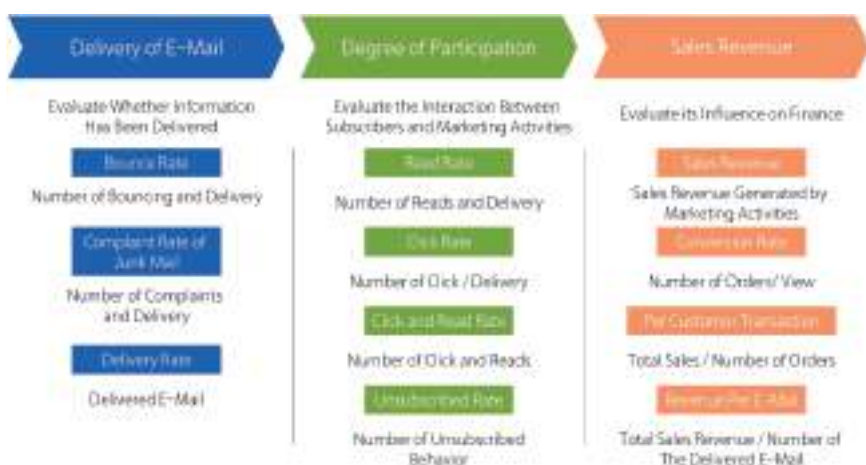 Delivery of E-Mail
Evaluate Whether Information
Has Been Delivered
Bounce Rate
Number of Bouncing and Delivery
Complaint Rate of
Junk Mail
Number of Complaints
and Delivery
Delivery Rate
Delivered E-Mail
Degree of Participation
Evaluate the Interaction Between
Subscribers and Marketing Activities
Read Rate
Number of Reads and Delivery
Click Rate
Number of Click / Delivery
Click and Read Rate
Number of Click and Reads
Unsubscribed Rate
Number of Unsubscribed
Behavior
Sales Revenue
Evaluate its Influence on Finance
Sales Revenue
Sales Revenue Generated by
Marketing Activities
Conversion Rate
Number of Orders/ View
Per Customer Transaction
Total Sales / Number of Orders
Revenue Per E-Mail
Total Sales Revenue / Number of
The Delivered E-Mail